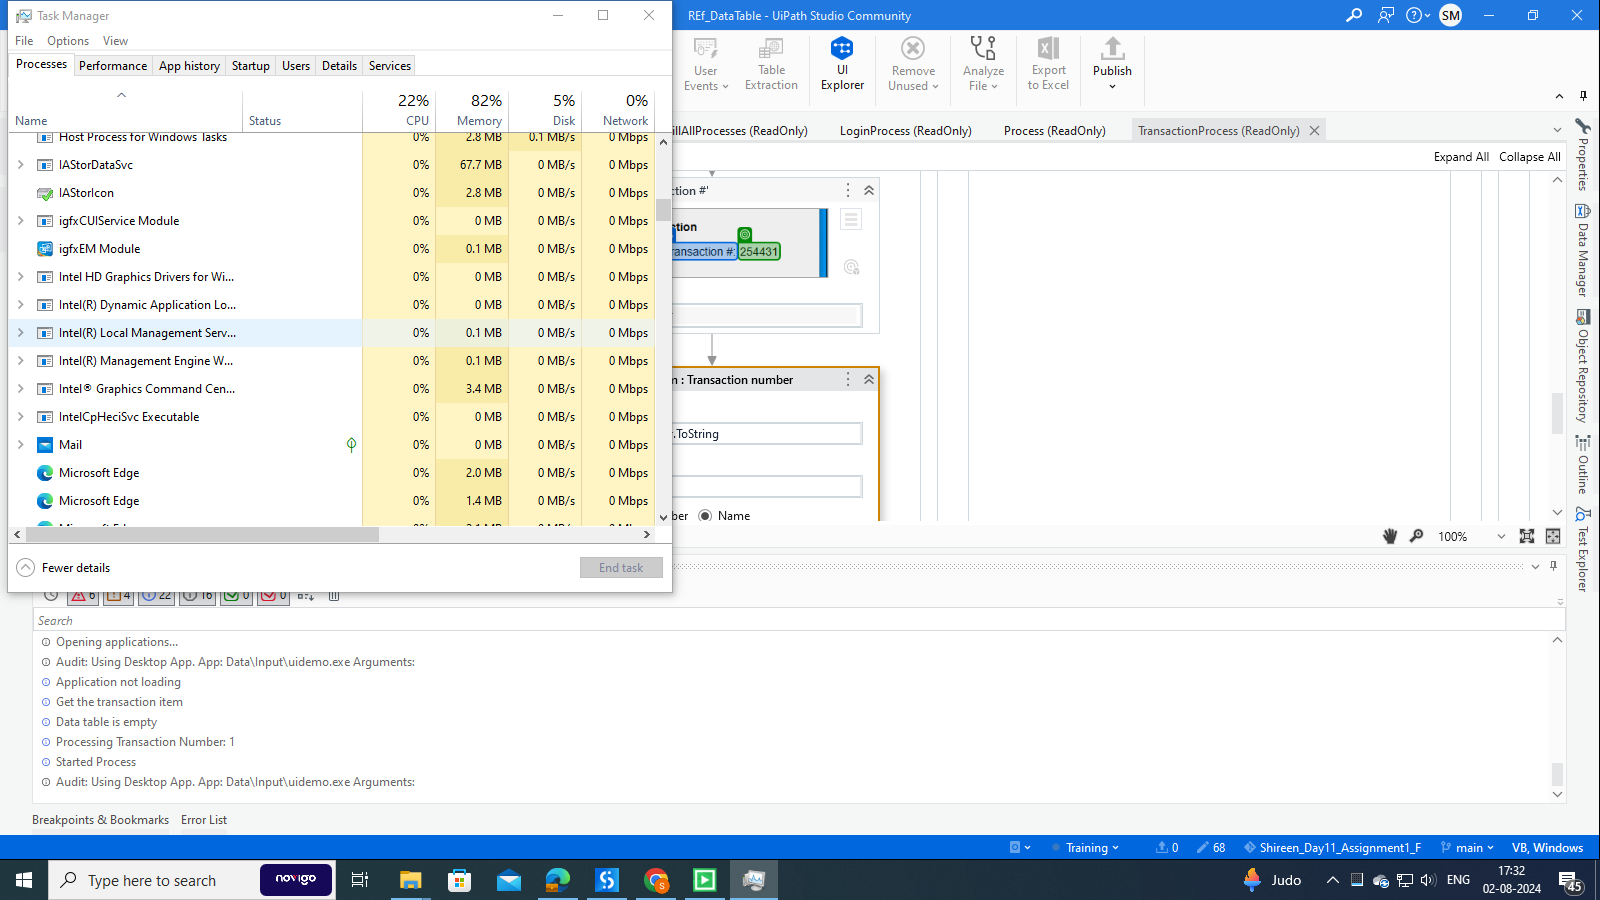 Task Manager
File Options View
Processes Performance App history Startup Users Details Services
22% 82% 5% 0%
Name Status CPU Memory Disk Network
Host Process for Windows Tasks 0% 2.8 MB 0.1 MB/s 0 Mbps
IAStorDataSvc 0% 67.7 MB 0 MB/s 0 Mbps
IAStorIcon 0% 2.8 MB 0 MB/s 0 Mbps
igfxCUIService Module 0% 0 MB 0 MB/s 0 Mbps
igfxEM Module 0% 0.1 MB 0 MB/s 0 Mbps
Intel HD Graphics Drivers for Wi... 0% 0 MB 0 MB/s 0 Mbps
Intel(R) Dynamic Application Lo... 0% 0 MB 0 MB/s 0 Mbps
Intel(R) Local Management Serv... 0% 0.1 MB 0 MB/s 0 Mbps
Intel(R) Management Engine W... 0% 0.1 MB 0 MB/s 0 Mbps
Intel® Graphics Command Cen... 0% 3.4 MB 0 MB/s 0 Mbps
IntelCpHeciSvc Executable 0% 0 MB 0 MB/s 0 Mbps
Mail 0% 0 MB 0 MB/s 0 Mbps
Microsoft Edge 0% 2.0 MB 0 MB/s 0 Mbps
Microsoft Edge 0% 1.4 MB 0 MB/s 0 Mbps
Fewer details End task
REf_DataTable - UiPath Studio Community SM
User Events
Table Extraction
UI Explorer
Remove Unused
Analyze File
Export to Excel
Publish
illAllProcesses (ReadOnly) LoginProcess (ReadOnly) Process (ReadOnly) TransactionProcess (ReadOnly)
Expand All Collapse All
ction #'
tion
ransaction #: 254431
n : Transaction number
r.ToString
ber Name
100%
Properties
Data Manager
Object Repository
Outline
Test Explorer
6 4 22 16 0 0
Search
Opening applications...
Audit: Using Desktop App. App: Data\Input\uidemo.exe Arguments:
Application not loading
Get the transaction item
Data table is empty
Processing Transaction Number: 1
Started Process
Audit: Using Desktop App. App: Data\Input\uidemo.exe Arguments:
Breakpoints & Bookmarks Error List
Training 0 68 Shireen_Day11_Assignment1_F main VB, Windows
Type here to search novigo Judo ENG 17:32
02-08-2024 45